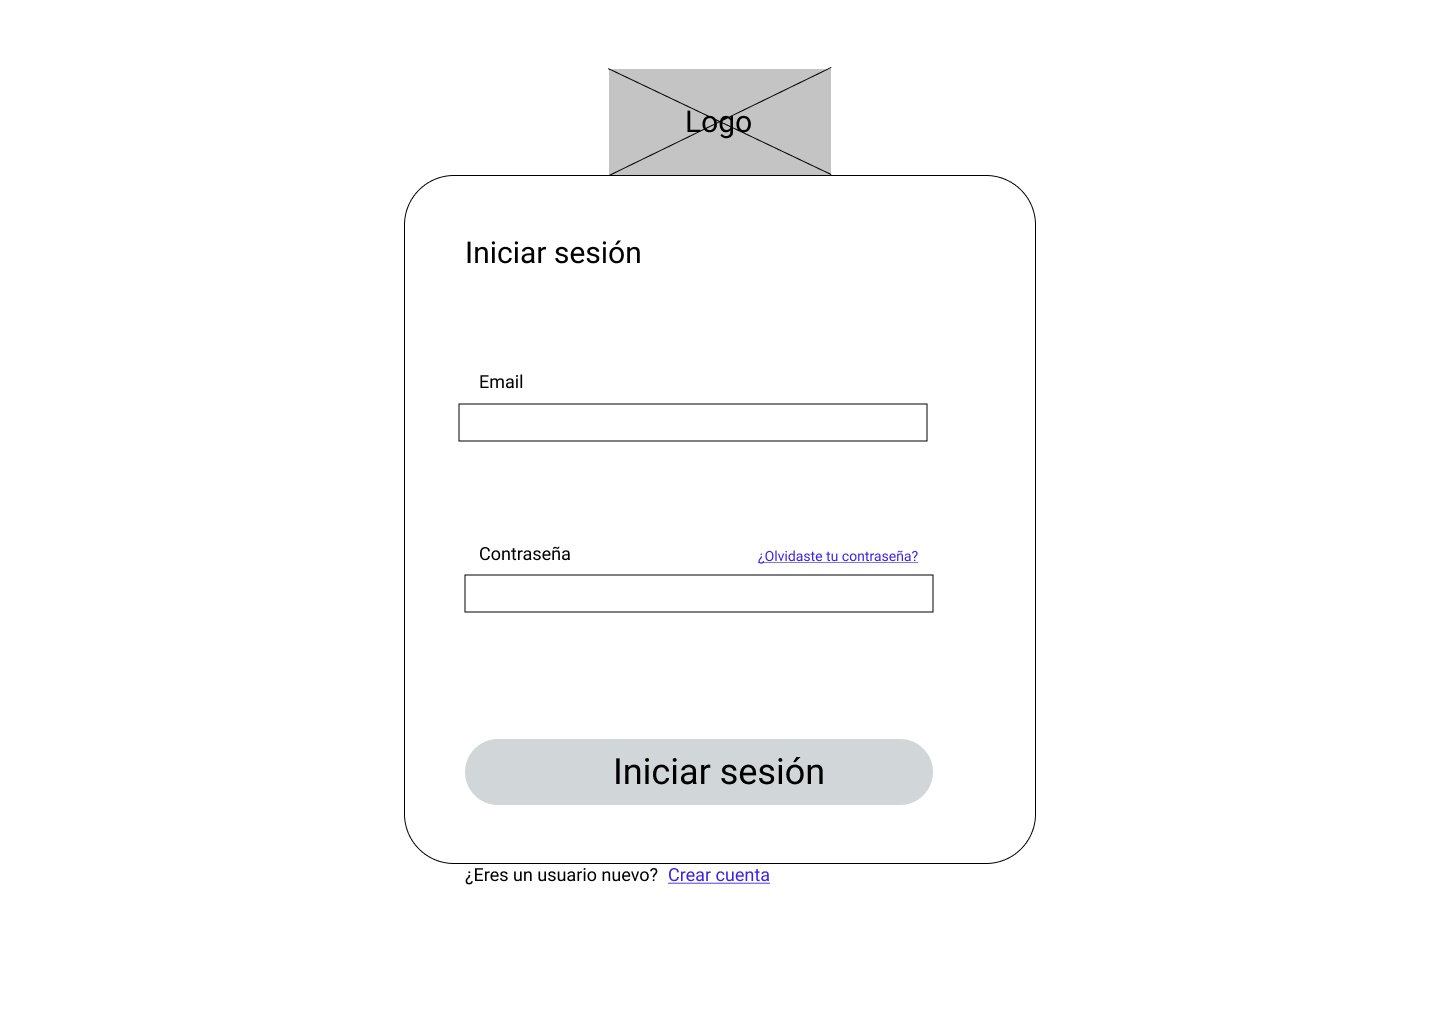 Logo
Iniciar sesión
Email
Contraseña
¿Olvidaste tu contraseña?
Iniciar sesión
¿Eres un usuario nuevo? Crear cuenta